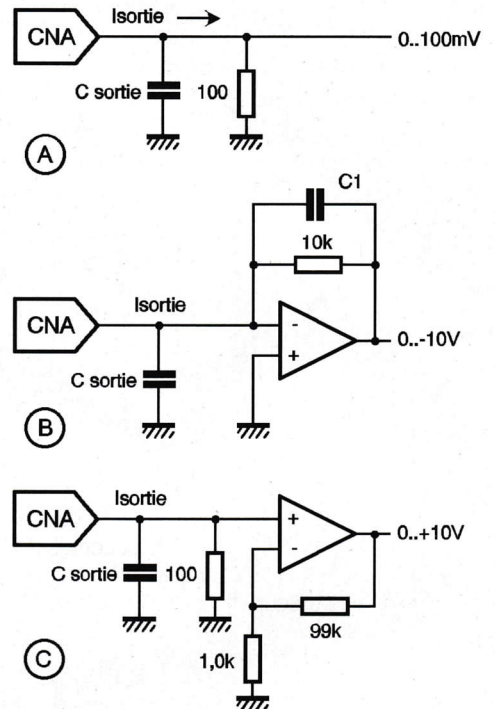 Isortie
CNA
0..100mV
C sortie
100
A
C1
10k
Isortie
CNA
-
+
0..-10V
C sortie
B
Isortie
CNA
+
-
0..+10V
C sortie
100
99k
1,0k
C